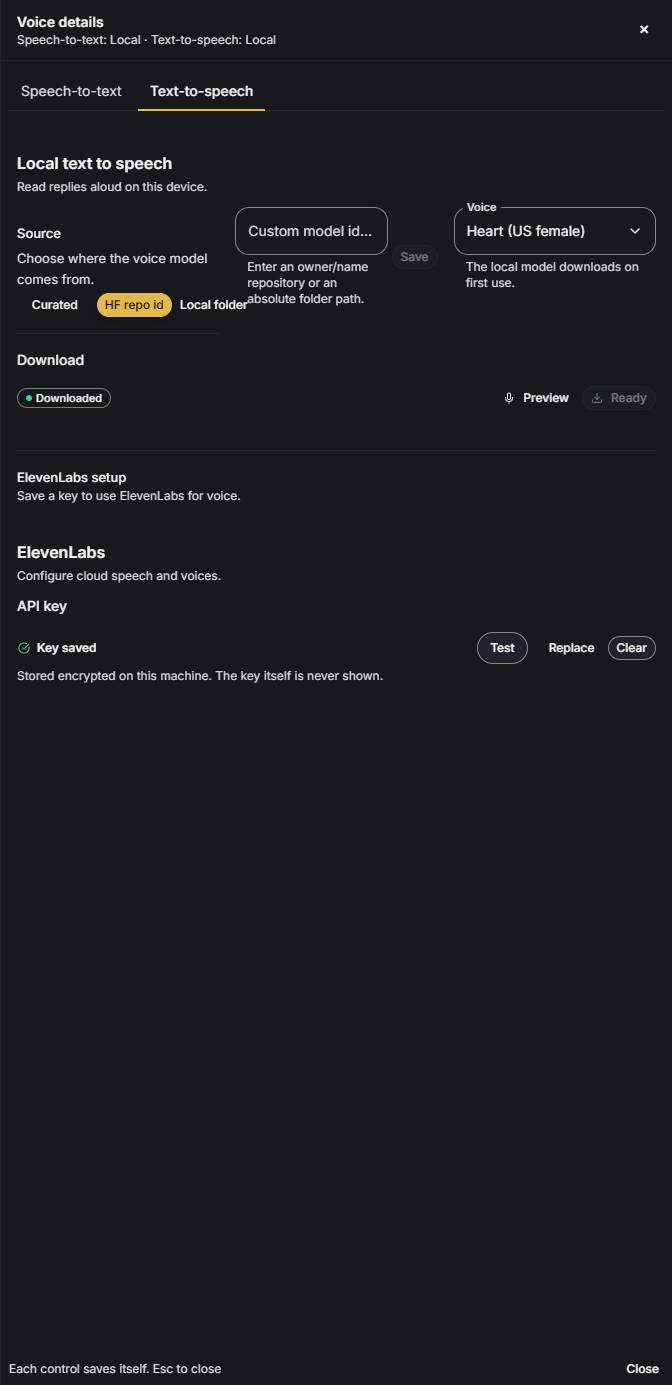 Voice details
Speech-to-text: Local · Text-to-speech: Local
Speech-to-text
Text-to-speech
Local text to speech
Read replies aloud on this device.
Source
Choose where the voice model
comes from.
Curated
HF repo id
Local folder
Custom model id...
Enter an owner/name
repository or an
absolute folder path.
Save
Voice
Heart (US female)
The local model downloads on
first use.
Download
Downloaded
Preview
Ready
ElevenLabs setup
Save a key to use ElevenLabs for voice.
ElevenLabs
Configure cloud speech and voices.
API key
Key saved
Test
Replace
Clear
Stored encrypted on this machine. The key itself is never shown.
Each control saves itself. Esc to close
Close